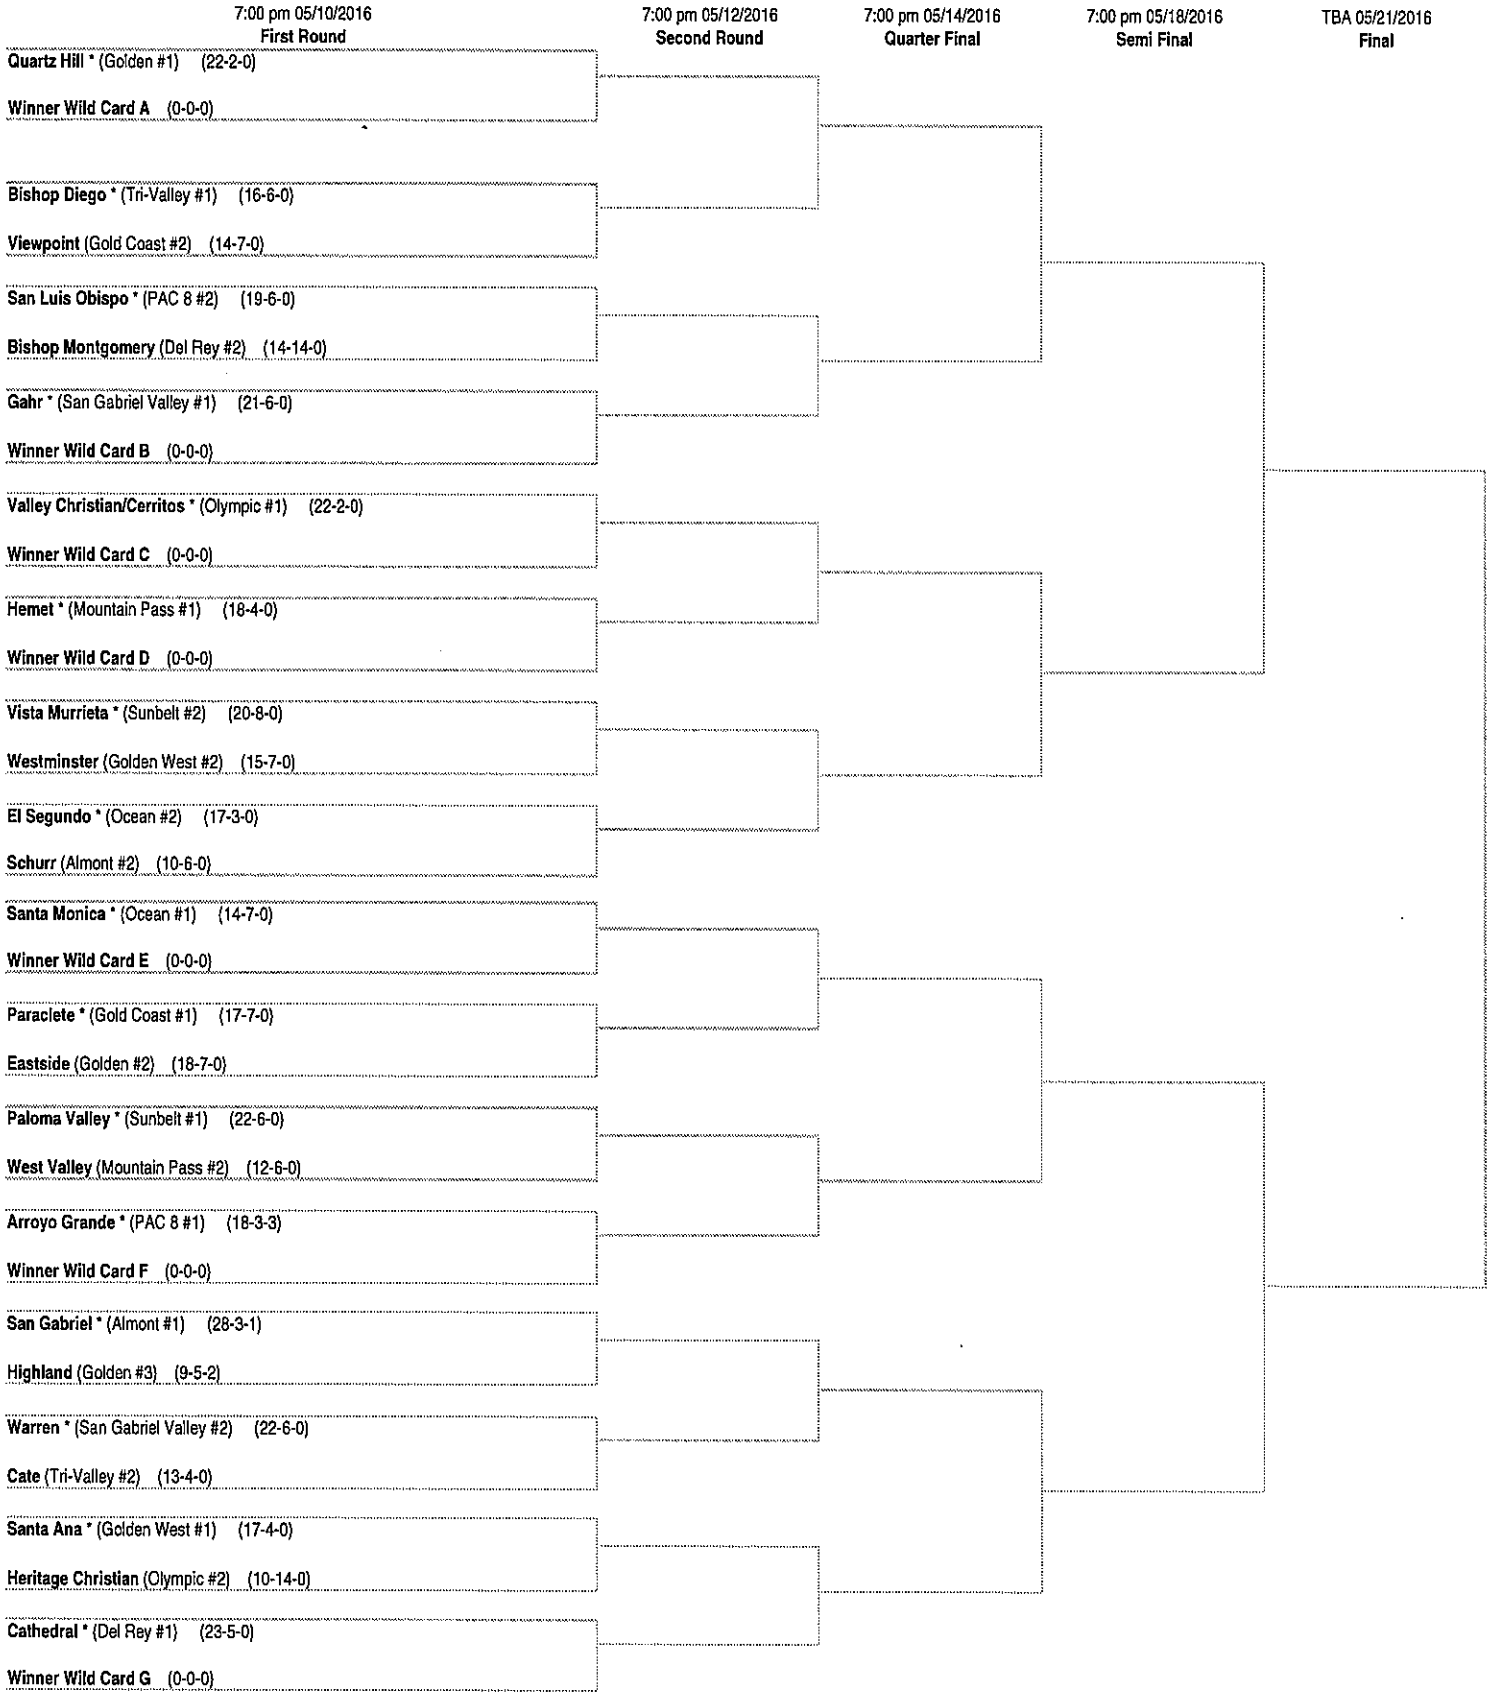 7:00 pm 05/10/2016 7:00 pm 05/12/2016 7:00 pm 05/14/2016 7:00 pm 05/18/2016 TBA 05/21/2016
First Round Second Round Quarter Final Semi Final Final
Quartz Hill * (Golden #1) (22-2-0)
Winner Wild Card A (0-0-0)
Bishop Diego * (Tri-Valley #1) (16-6-0)
Viewpoint (Gold Coast #2) (14-7-0)
San Luis Obispo * (PAC 8 #2) (19-6-0)
Bishop Montgomery (Del Rey #2) (14-14-0)
Gahr * (San Gabriel Valley #1) (21-6-0)
Winner Wild Card B (0-0-0)
Valley Christian/Cerritos * (Olympic #1) (22-2-0)
Winner Wild Card C (0-0-0)
Hemet * (Mountain Pass #1) (18-4-0)
Winner Wild Card D (0-0-0)
Vista Murrieta * (Sunbelt #2) (20-8-0)
Westminster (Golden West #2) (15-7-0)
El Segundo * (Ocean #2) (17-3-0)
Schurr (Almont #2) (10-6-0)
Santa Monica * (Ocean #1) (14-7-0)
Winner Wild Card E (0-0-0)
Paraclete * (Gold Coast #1) (17-7-0)
Eastside (Golden #2) (18-7-0)
Paloma Valley * (Sunbelt #1) (22-6-0)
West Valley (Mountain Pass #2) (12-6-0)
Arroyo Grande * (PAC 8 #1) (18-3-3)
Winner Wild Card F (0-0-0)
San Gabriel * (Almont #1) (28-3-1)
Highland (Golden #3) (9-5-2)
Warren * (San Gabriel Valley #2) (22-6-0)
Cate (Tri-Valley #2) (13-4-0)
Santa Ana * (Golden West #1) (17-4-0)
Heritage Christian (Olympic #2) (10-14-0)
Cathedral * (Del Rey #1) (23-5-0)
Winner Wild Card G (0-0-0)